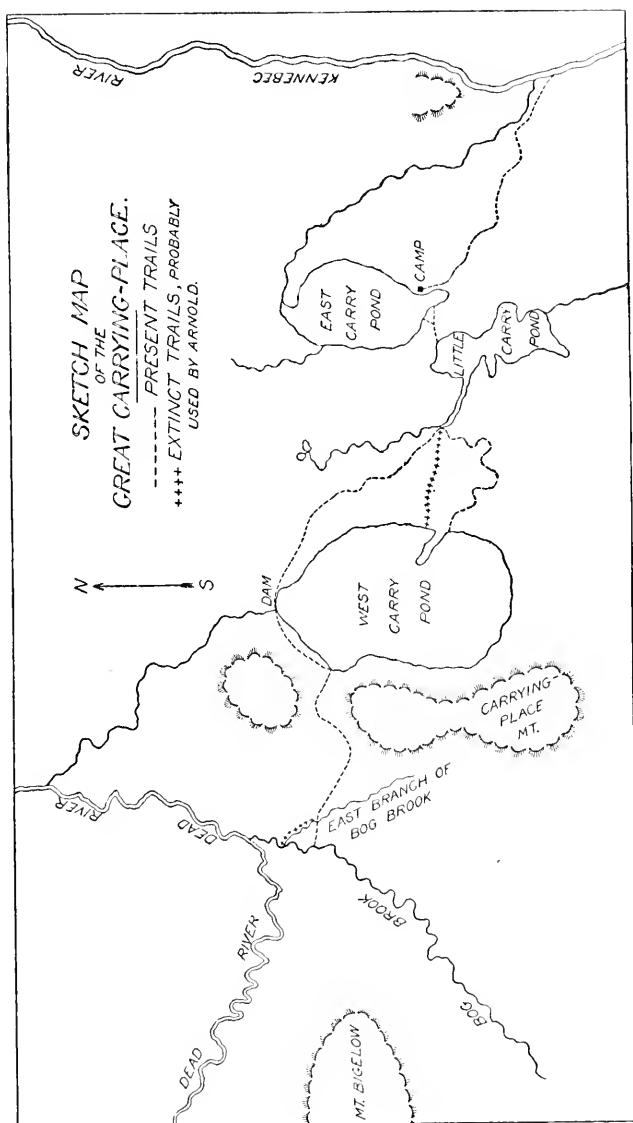 SKETCH MAP
OF THE
GREAT CARRYING-PLACE.
------- PRESENT TRAILS
++++ EXTINCT TRAILS, PROBABLY
USED BY ARNOLD.
N
S
RIVER
KENNEBEC
EAST
CARRY
POND
CAMP
LITTLE
CARRY
POND
DAM
WEST
CARRY
POND
CARRYING-
PLACE
MT.
RIVER
DEAD
EAST BRANCH OF
BOG BROOK
DEAD
RIVER
BROOK
BOG
MT. BIGELOW